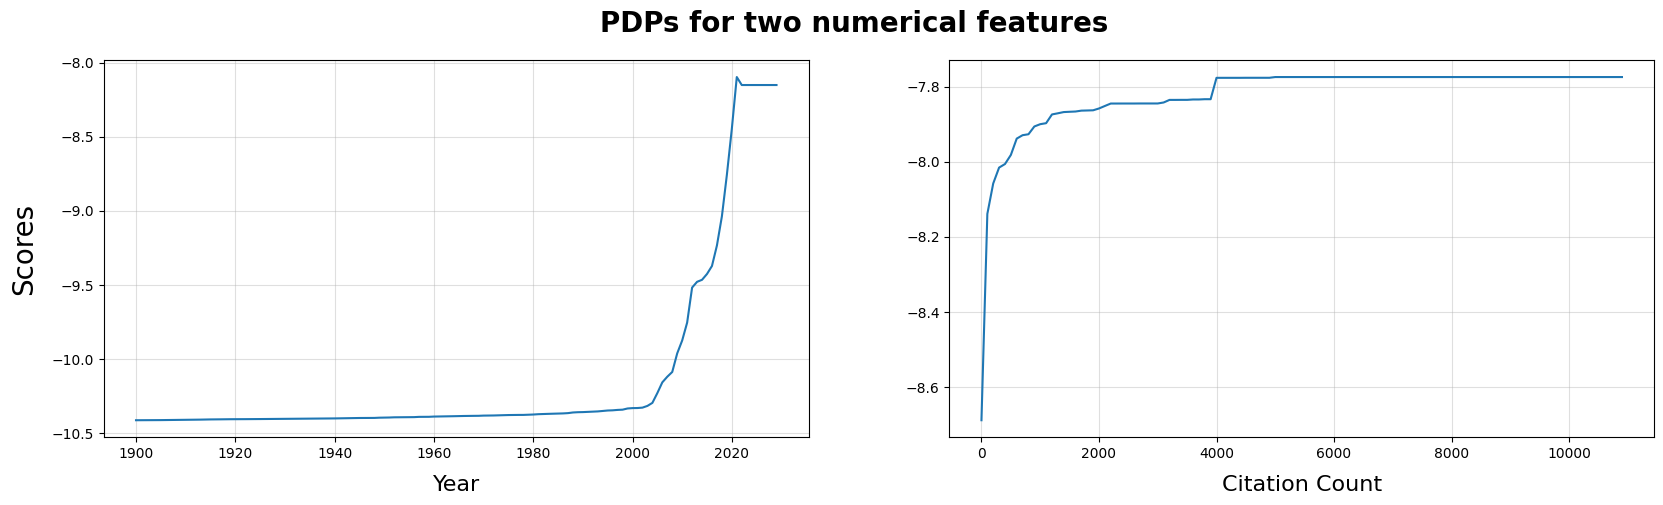 PDPs for two numerical features
Scores
−8.0
−8.5
−9.0
−9.5
−10.0
−10.5
1900 1920 1940 1960 1980 2000 2020
Year
−7.8
−8.0
−8.2
−8.4
−8.6
0 2000 4000 6000 8000 10000
Citation Count